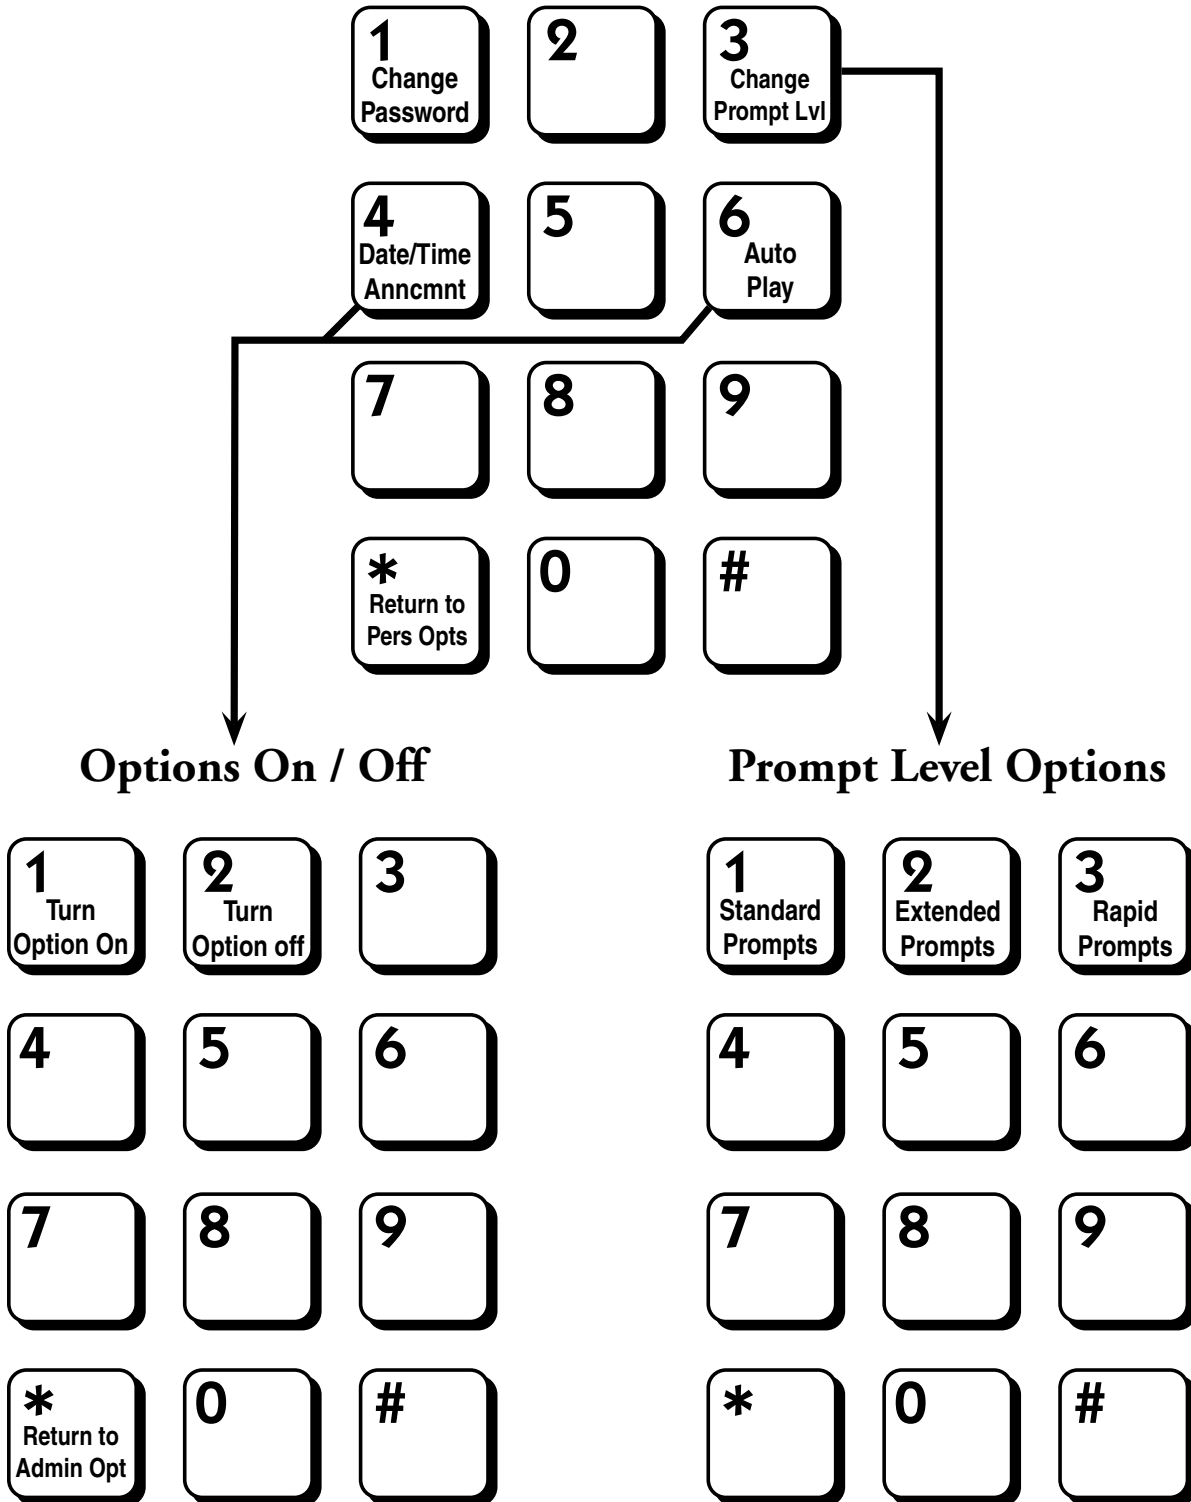 1
Change
Password
2
3
Change
Prompt Lvl
4
Date/Time
Anncmnt
5
6
Auto
Play
7
8
9
*
Return to
Pers Opts
0
#
Options On / Off
1
Turn
Option On
2
Turn
Option off
3
4
5
6
7
8
9
*
Return to
Admin Opt
0
#
Prompt Level Options
1
Standard
Prompts
2
Extended
Prompts
3
Rapid
Prompts
4
5
6
7
8
9
*
0
#